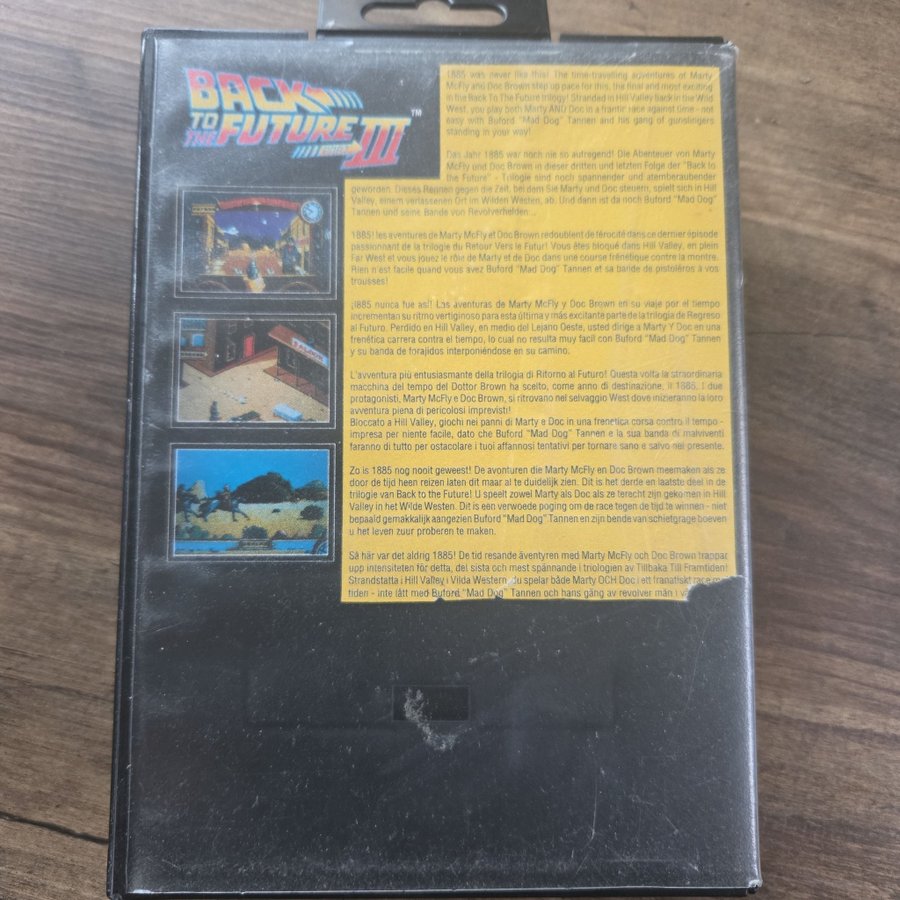 BACK
TO
THE FUTURE
PART III
™
1885 was never like this! The time-travelling adventures of Marty
McFly and Doc Brown step up pace for this, the final and most exciting
in the Back To The Future trilogy! Stranded in Hill Valley back in the Wild
West, you play both Marty AND Doc in a frantic race against time - not
easy with Buford "Mad Dog" Tannen and his gang of gunslingers
standing in your way!
Das Jahr 1885 war noch nie so aufregend! Die Abenteuer von Marty
McFly und Doc Brown in dieser dritten und letzten Folge der "Back to
the Future" - Trilogie sind noch spannender und atemberaubender
geworden. Dieses Rennen gegen die Zeit, bei dem Sie Marty und Doc steuern, spielt sich in Hill
Valley, einem verlassenen Ort im Wilden Westen, ab. Und dann ist da noch Buford "Mad Dog"
Tannen und seine Bande von Revolverhelden...
1885! les aventures de Marty McFly et Doc Brown redoublent de férocité dans ce dernier épisode
passionnant de la trilogie du Retour Vers le Futur! Vous êtes bloqué dans Hill Valley, en plein
Far West et vous jouez le rôle de Marty et de Doc dans une course frénétique contre la montre.
Rien n'est facile quand vous avez Buford "Mad Dog" Tannen et sa bande de pistoléros à vos
trousses!
¡1885 nunca fue así! Las aventuras de Marty McFly y Doc Brown en su viaje por el tiempo
incrementan su ritmo vertiginoso para esta última y más excitante parte de la trilogía de Regreso
al Futuro. Perdido en Hill Valley, en medio del Lejano Oeste, usted dirige a Marty Y Doc en una
frenética carrera contra el tiempo, lo cual no resulta muy facil con Buford "Mad Dog" Tannen
y su banda de forajidos interponiéndose en su camino.
L'avventura più entusiasmante della trilogia di Ritorno al Futuro! Questa volta la straordinaria
macchina del tempo del Dottor Brown ha scelto, come anno di destinazione, il 1885. I due
protagonisti, Marty McFly e Doc Brown, si ritrovano nel selvaggio West dove inizieranno la loro
avventura piena di pericolosi imprevisti!
Bloccato a Hill Valley, giochi nei panni di Marty e Doc in una frenetica corsa contro il tempo -
impresa per niente facile, dato che Buford "Mad Dog" Tannen e la sua banda di malviventi
faranno di tutto per ostacolare i tuoi affannosi tentativi per tornare sano e salvo nel presente.
Zo is 1885 nog nooit geweest! De avonturen die Marty McFly en Doc Brown meemaken als ze
door de tijd heen reizen laten dit maar al te duidelijk zien. Dit is het derde en laatste deel in de
trilogie van Back to the Future! U speelt zowel Marty als Doc als ze terecht zijn gekomen in Hill
Valley in het Wilde Westen. Dit is een verwoede poging om de race tegen de tijd te winnen - niet
bepaald gemakkalijk aangezien Buford "Mad Dog" Tannen en zijn bende van schietgrage boeven
u het leven zuur proberen te maken.
Så här var det aldrig 1885! De tid resande äventyren med Marty McFly och Doc Brown trappar
upp intensiteten för detta, del sista och mest spännande i triologien av Tillbaka Till Framtiden!
Strandstatta i Hill Valley i Vilda Western, du spelar både Marty OCH Doc i ett franatiskt race
tiden - inte lått med Buford "Mad Dog" Tannen och hans gäng av revolver män i
SALOON